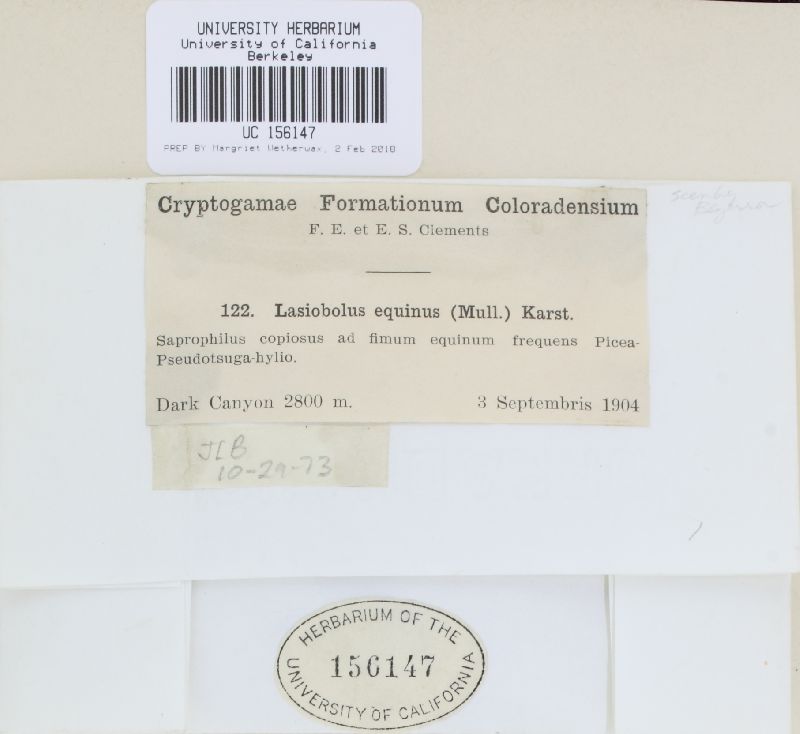 UNIVERSITY HERBARIUM
University of California
Berkeley
UC 156147
PREP BY Margriet Wetherwax, 2 Feb 2018
Cryptogamae Formationum Coloradensium
F. E. et E. S. Clements
122. Lasiobolus equinus (Mull.) Karst.
Saprophilus copiosus ad fimum equinum frequens Picea-
Pseudotsuga-hylio.
Dark Canyon 2800 m. 3 Septembris 1904
10-29-73
HERBARIUM OF THE
156147
UNIVERSITY OF CALIFORNIA